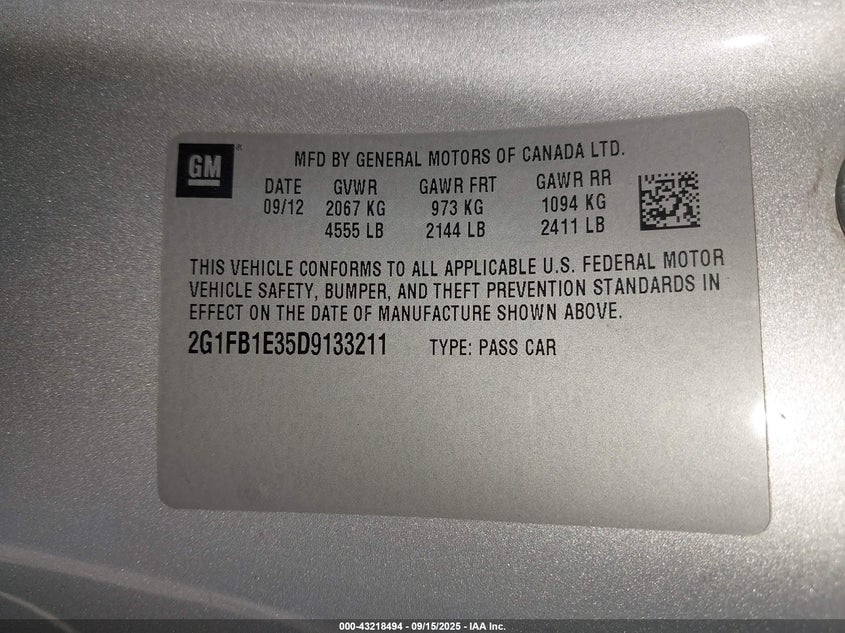 GM
MFD BY GENERAL MOTORS OF CANADA LTD.
DATE GVWR GAWR FRT GAWR RR
09/12 2067 KG 973 KG 1094 KG
4555 LB 2144 LB 2411 LB
THIS VEHICLE CONFORMS TO ALL APPLICABLE U.S. FEDERAL MOTOR
VEHICLE SAFETY, BUMPER, AND THEFT PREVENTION STANDARDS IN
EFFECT ON THE DATE OF MANUFACTURE SHOWN ABOVE.
2G1FB1E35D9133211 TYPE: PASS CAR
000-43218494 - 09/15/2025 - IAA Inc.